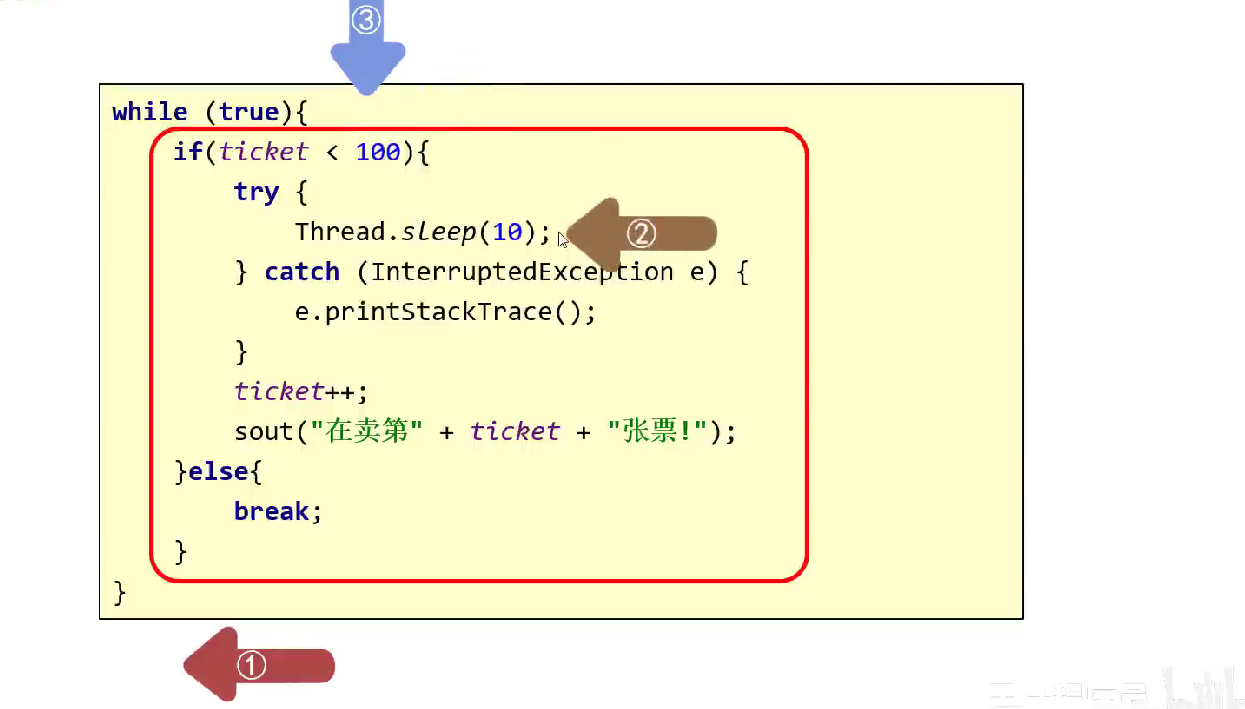 ③
while (true){
if(ticket < 100){
try {
Thread.sleep(10);
②
} catch (InterruptedException e) {
e.printStackTrace();
}
ticket++;
sout("在卖第" + ticket + "张票!");
}else{
break;
}
}
①